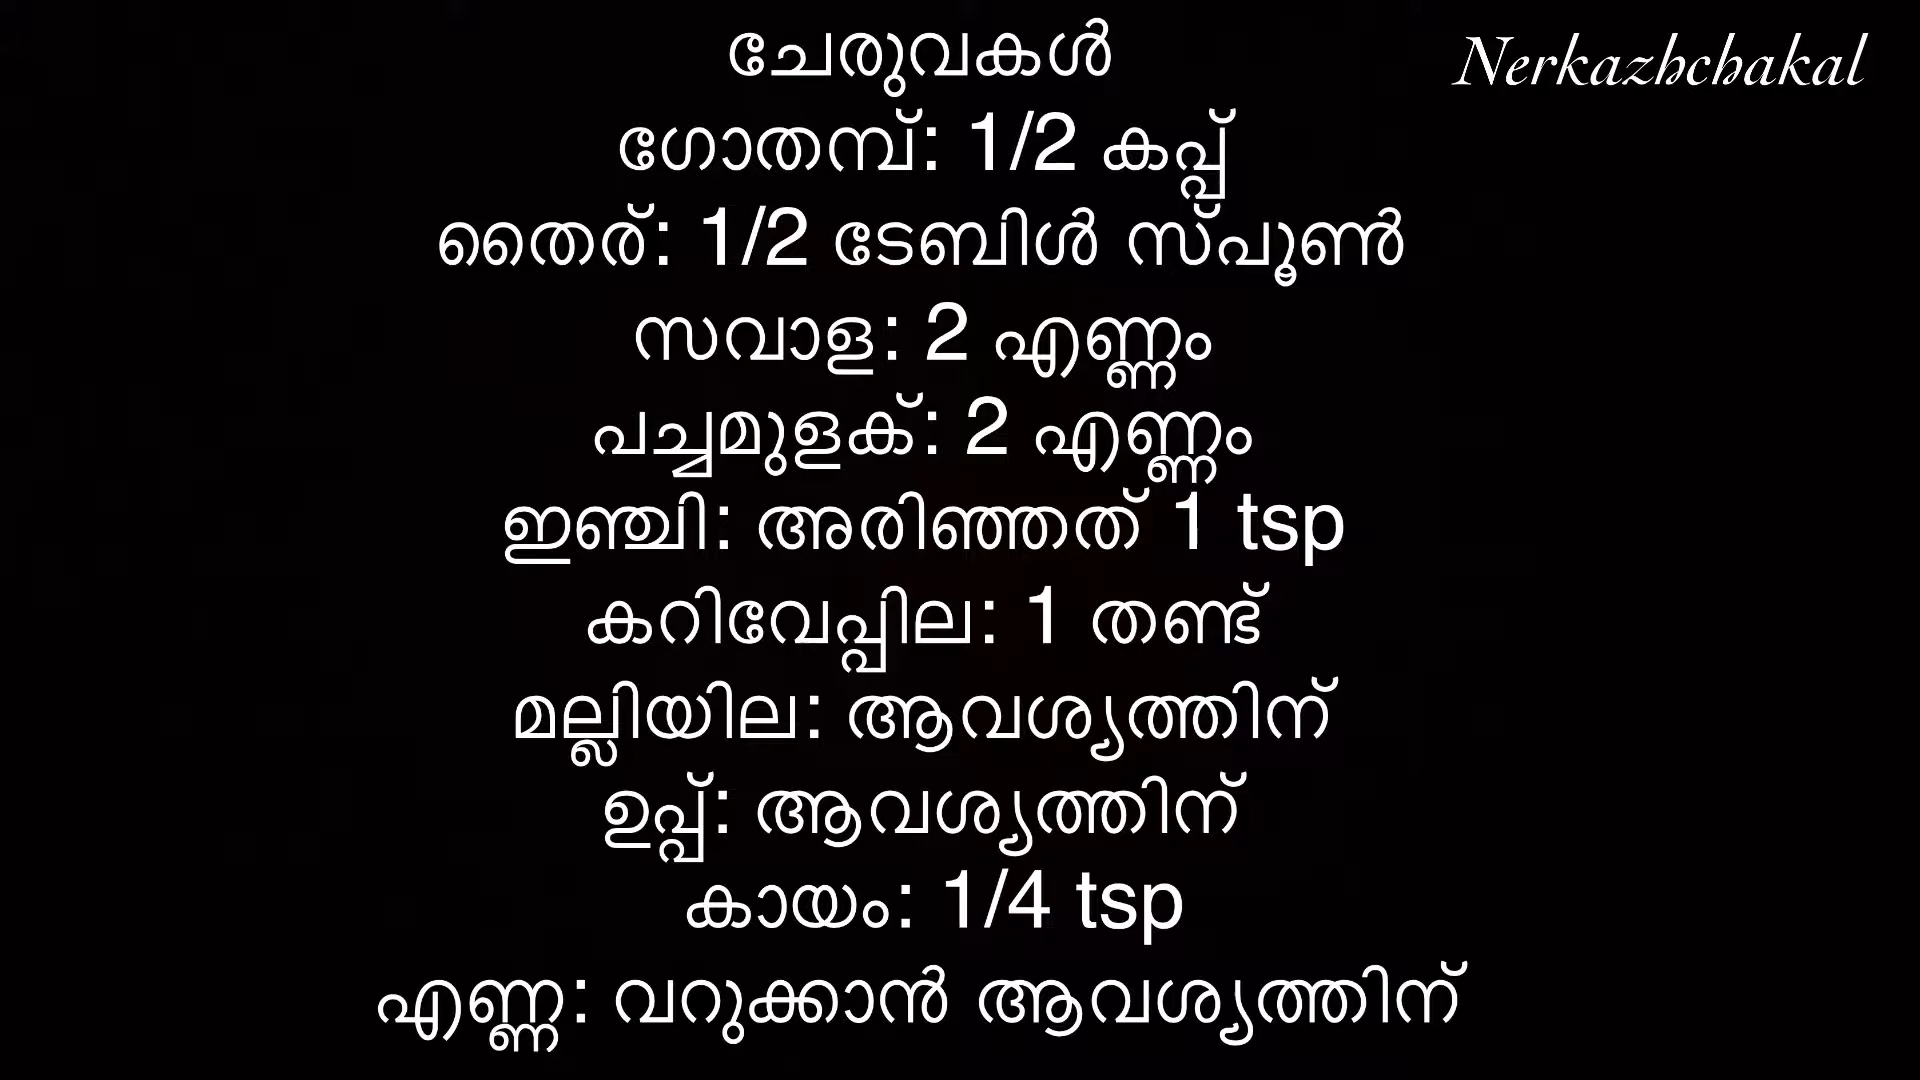 ചേരുവകൾ
Nerkazhchakal
ഗോതമ്പ്: 1/2 കപ്പ്
തൈര്: 1/2 ടേബിൾ സ്പൂൺ
സവാള: 2 എണ്ണം
പച്ചമുളക്: 2 എണ്ണം
ഇഞ്ചി: അരിഞ്ഞത് 1 tsp
കറിവേപ്പില: 1 തണ്ട്
മല്ലിയില: ആവശ്യത്തിന്
ഉപ്പ്: ആവശ്യത്തിന്
കായം: 1/4 tsp
എണ്ണ: വറുക്കാൻ ആവശ്യത്തിന്